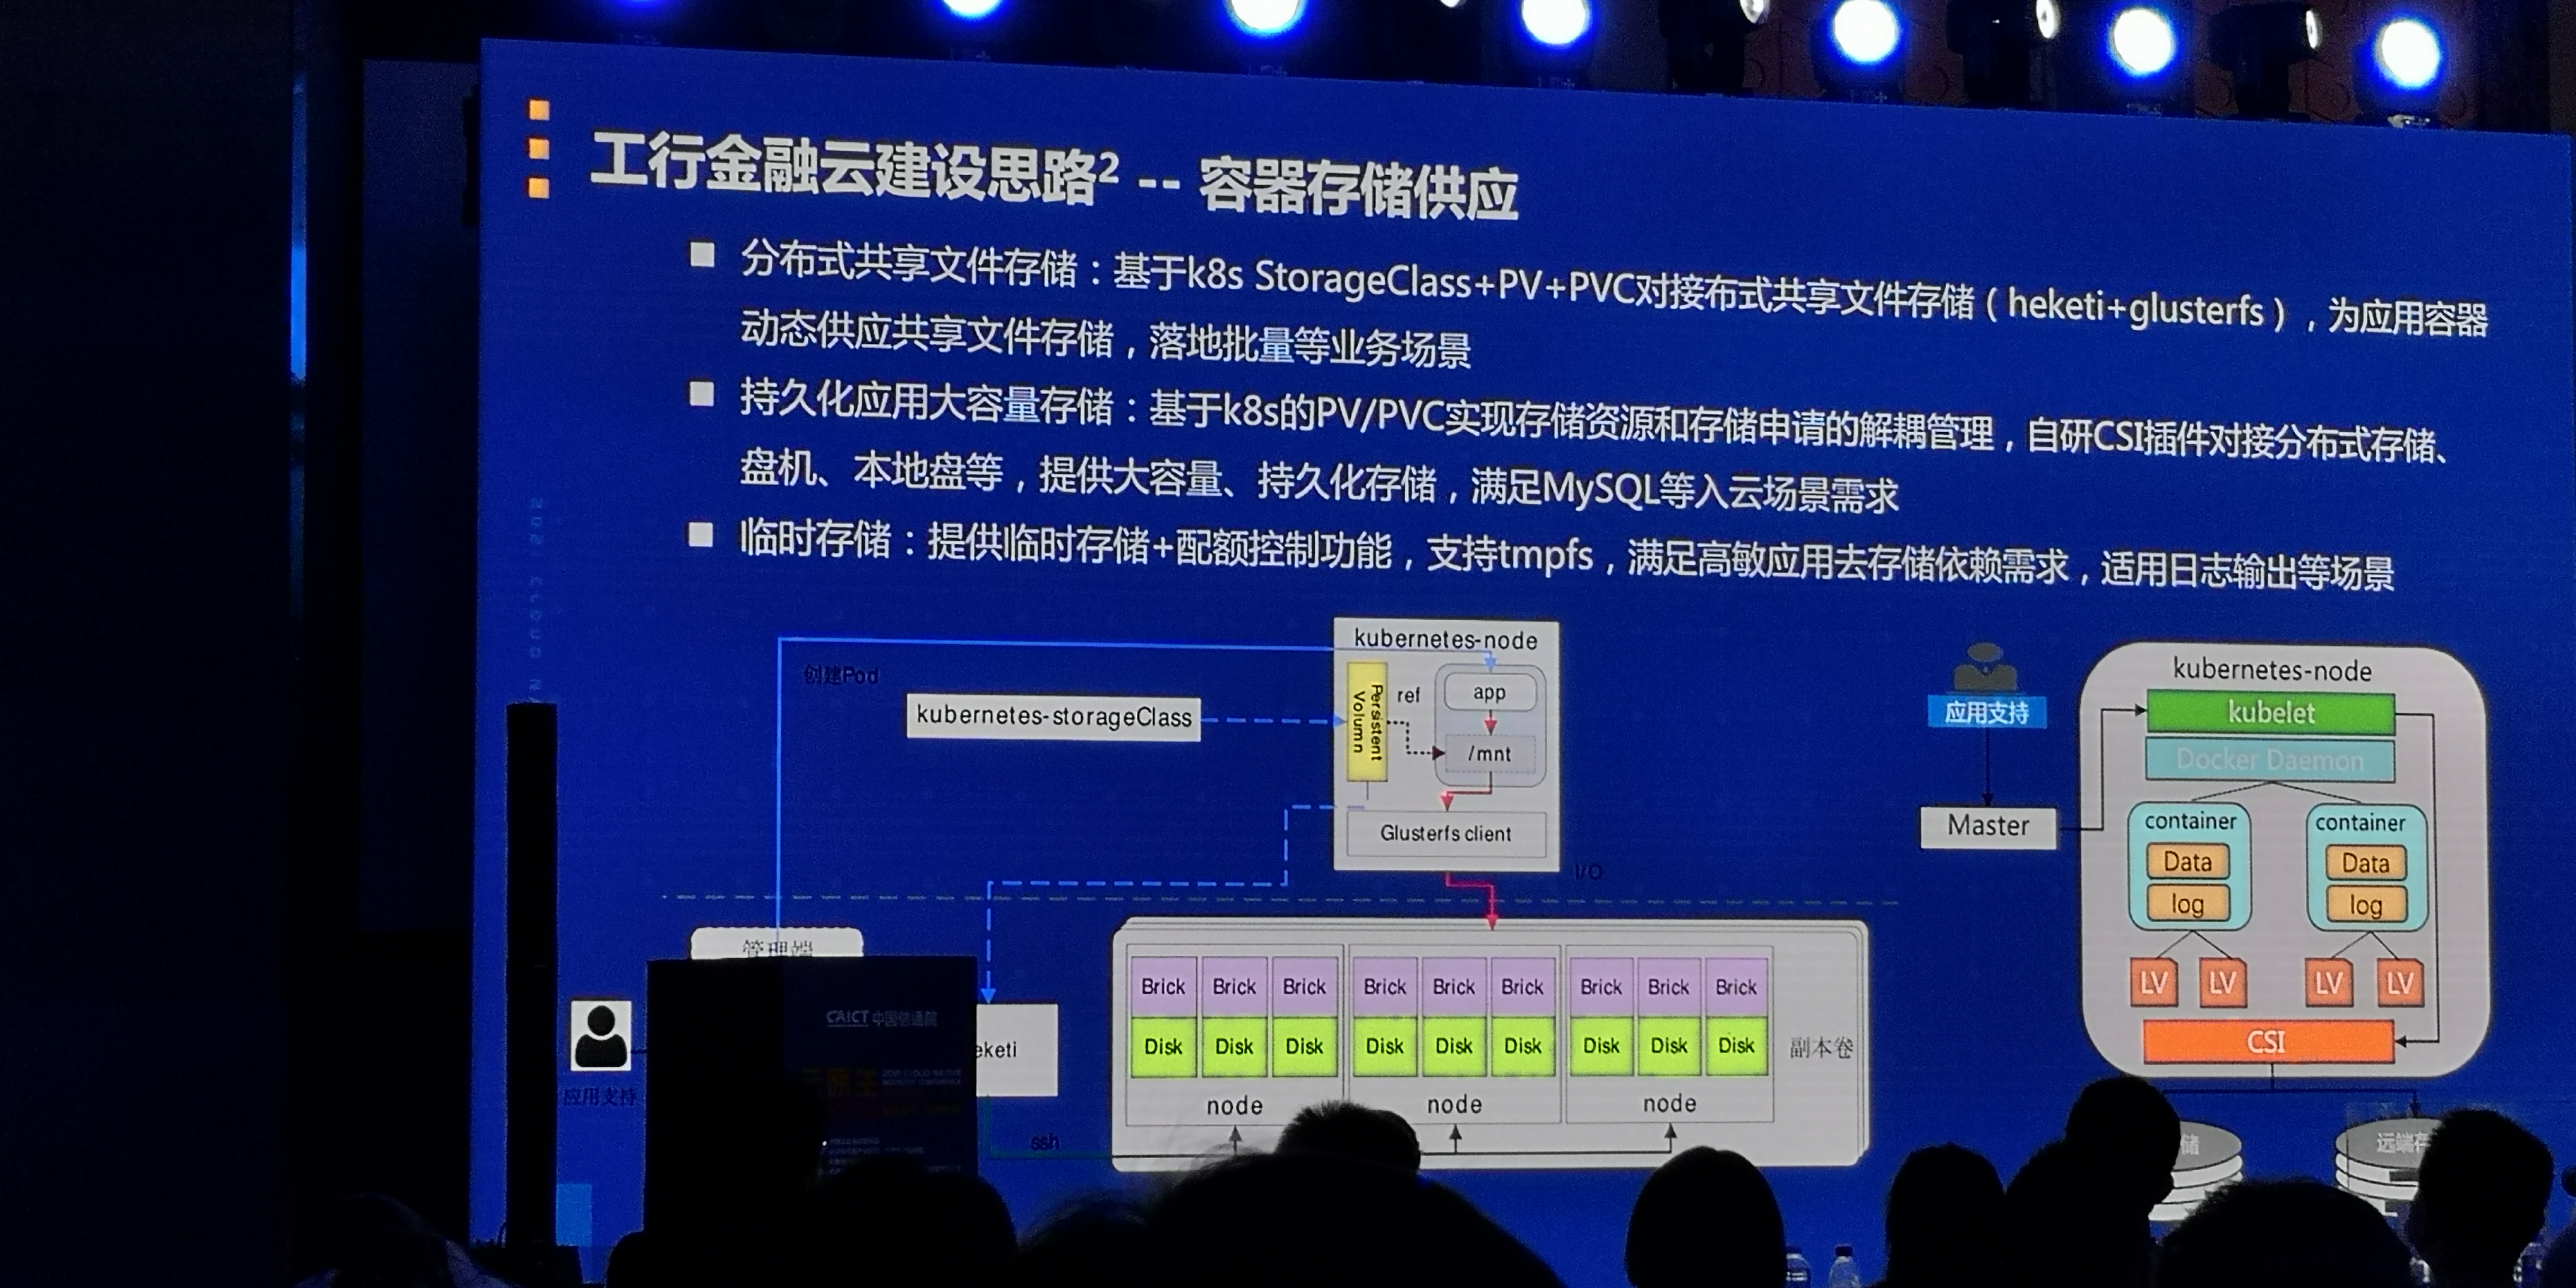 工行金融云建设思路² -- 容器存储供应
■ 分布式共享文件存储：基于k8s StorageClass+PV+PVC对接布式共享文件存储（heketi+glusterfs），为应用容器
动态供应共享文件存储，落地批量等业务场景
■ 持久化应用大容量存储：基于k8s的PV/PVC实现存储资源和存储申请的解耦管理，自研CSI插件对接分布式存储、
盘机、本地盘等，提供大容量、持久化存储，满足MySQL等入云场景需求
■ 临时存储：提供临时存储+配额控制功能，支持tmpfs，满足高敏应用去存储依赖需求，适用日志输出等场景
创建Pod
kubernetes-storageClass
kubernetes-node
Persistent
Volumn
ref
app
/mnt
Glusterfs client
I/O
管理端
应用支持
eketi
ssh
Brick Brick Brick Brick Brick Brick Brick Brick Brick
Disk Disk Disk Disk Disk Disk Disk Disk Disk
副本卷
node node node
应用支持
Master
kubernetes-node
kubelet
Docker Daemon
container container
Data Data
log log
LV LV LV LV
CSI
储
远端存
CAICT 中国信通院